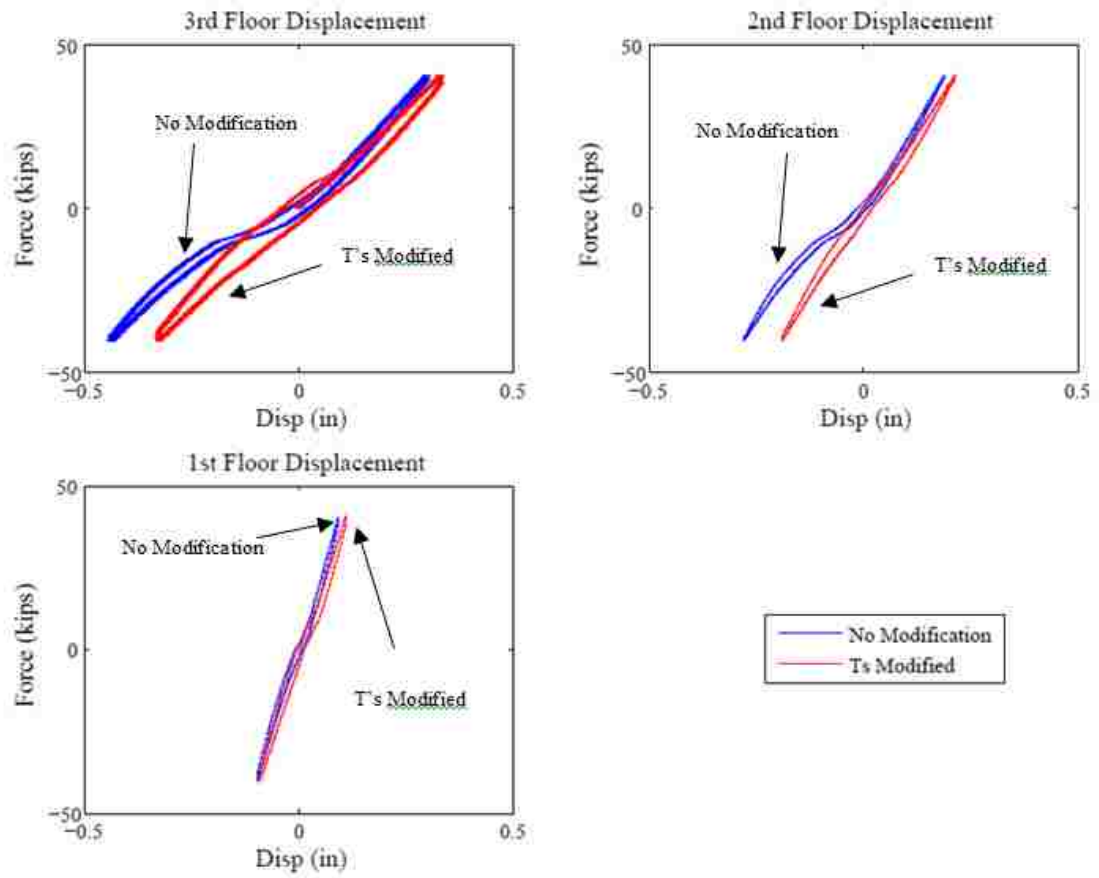 3rd Floor Displacement
50
0
−50
−0.5
0
0.5
Force (kips)
Disp (in)
No Modification
T's Modified
2nd Floor Displacement
50
0
−50
−0.5
0
0.5
Force (kips)
Disp (in)
No Modification
T's Modified
1st Floor Displacement
50
0
−50
−0.5
0
0.5
Force (kips)
Disp (in)
No Modification
T's Modified
No Modification
Ts Modified